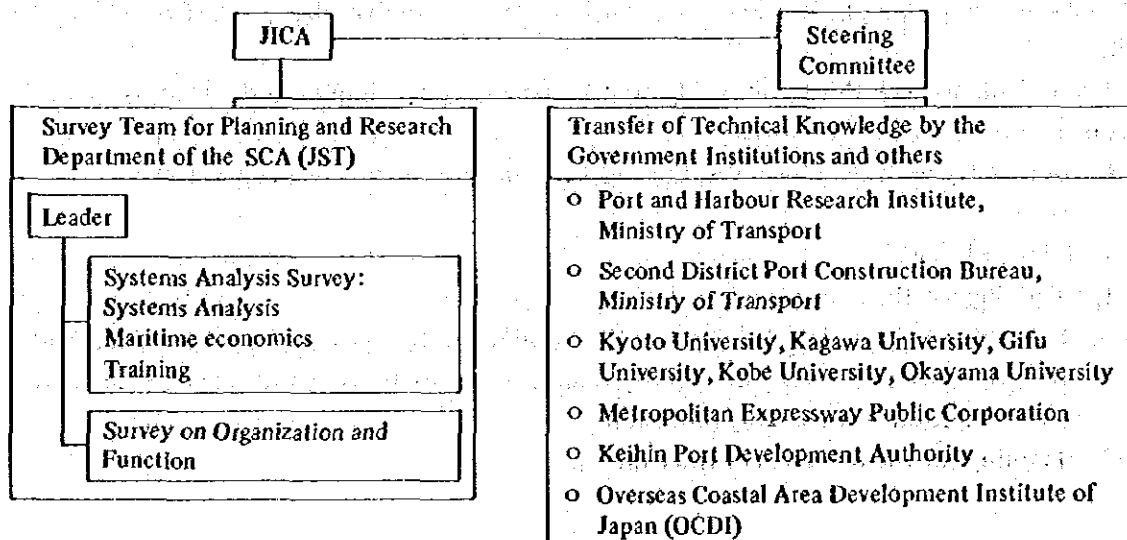 JICA
Steering
Committee
Survey Team for Planning and Research
Department of the SCA (JST)
Leader
Systems Analysis Survey:
Systems Analysis
Maritime economics
Training
Survey on Organization and
Function
Transfer of Technical Knowledge by the
Government Institutions and others
o Port and Harbour Research Institute,
Ministry of Transport
o Second District Port Construction Bureau,
Ministry of Transport
o Kyoto University, Kagawa University, Gifu
University, Kobe University, Okayama University
o Metropolitan Expressway Public Corporation
o Keihin Port Development Authority
o Overseas Coastal Area Development Institute of
Japan (OCDI)